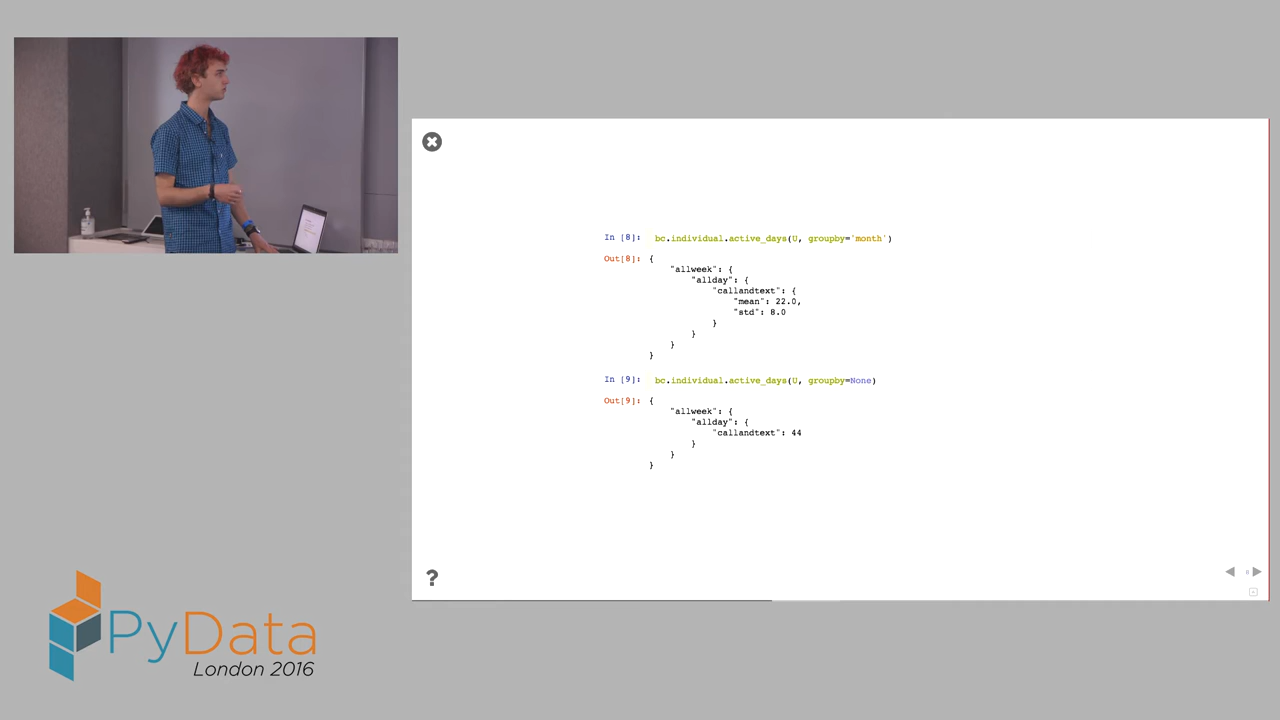 In [8]: bc.individual.active_days(U, groupby='month')
Out[8]: {
"allweek": {
"allday": {
"callandtext": {
"mean": 22.0,
"std": 8.0
}
}
}
}
In [9]: bc.individual.active_days(U, groupby=None)
Out[9]: {
"allweek": {
"allday": {
"callandtext": 44
}
}
}
?
6
PyData
London 2016